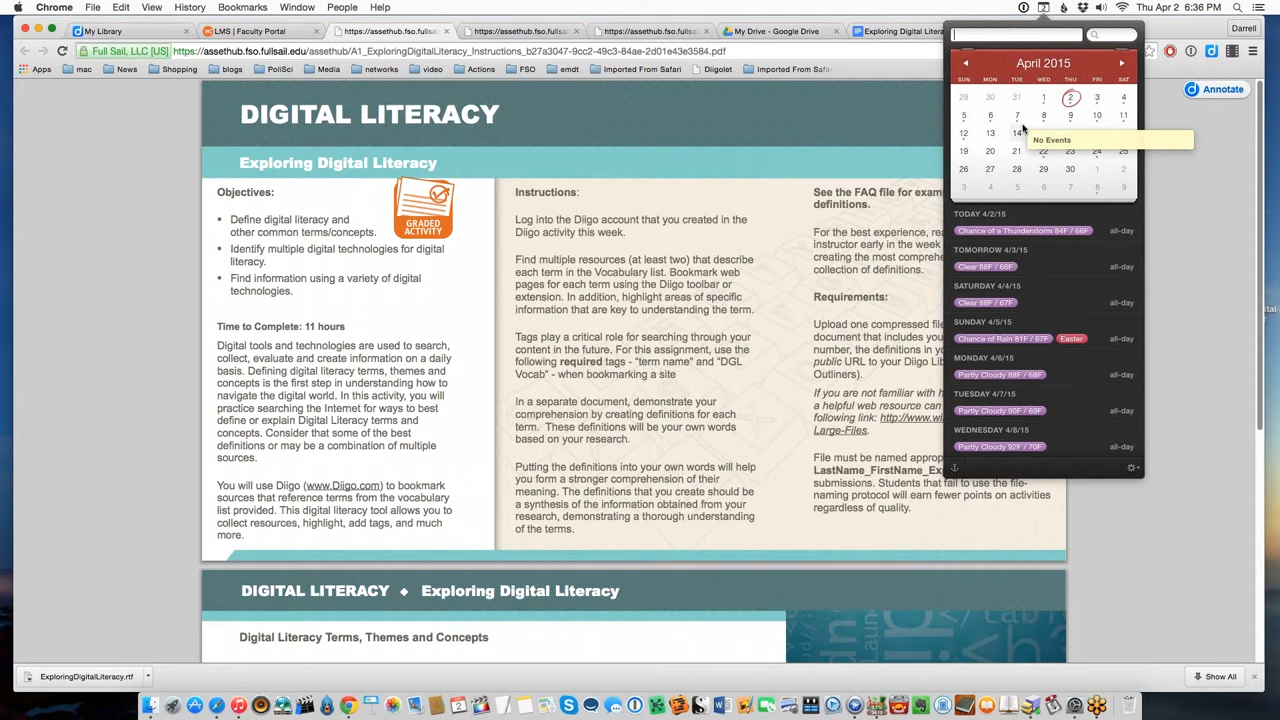 Chrome File Edit View History Bookmarks Window People Help
2 Thu Apr 2 6:36 PM
My Library
LMS | Faculty Portal
https://assethub.fso.fullsail
https://assethub.fso.fullsail
https://assethub.fso.fullsail
My Drive - Google Drive
Exploring Digital Literacy
Darrell
Full Sail, LLC [US] https://assethub.fso.fullsail.edu/assethub/A1_ExploringDigitalLiteracy_Instructions_b27a3047-94c9-49c3-84ae-2d01e43e3584.pdf
Apps mac News Shopping blogs FullSci Media Sites networks video Actions FSO emdt Imported From Safari Diigolet Imported From Safari
Annotate
DIGITAL LITERACY
Exploring Digital Literacy
Objectives:
• Define digital literacy and
other common terms/concepts.
• Identify multiple digital technologies for digital
literacy.
• Find information using a variety of digital
technologies.
GRADED
ACTIVITY
Time to Complete: 11 hours
Digital tools and technologies are used to search,
collect, evaluate and create information on a daily
basis. Defining digital literacy terms, themes and
concepts is the first step in understanding how to
navigate the digital world. In this activity, you will
practice searching the Internet for ways to best
define or explain Digital Literacy terms and
concepts. Consider that some of the best
definitions or may be a combination of multiple
sources.
You will use Diigo (www.Diigo.com) to bookmark
sources that reference terms from the vocabulary
list provided. This digital literacy tool allows you to
collect resources, highlight, add tags, and much
more.
Instructions:
Log into the Diigo account that you created in the
Diigo activity this week.
Find multiple resources (at least two) that describe
each term in the Vocabulary list. Bookmark web
pages for each term using the Diigo toolbar or
extension. In addition, highlight areas of specific
information that are key to understanding the term.
Tags play a critical role for searching through your
content in the future. For this assignment, use the
following required tags - “term name” and “DGL
Vocab” - when bookmarking a site
In a separate document, demonstrate your
comprehension by creating definitions for each
term. These definitions will be your own words
based on your research.
Putting the definitions into your own words will help
you form a stronger comprehension of their
meaning. The definitions that you create should be
a synthesis of the information obtained from your
research, demonstrating a thorough understanding
of the terms.
See the FAQ file for exam
definitions.
For the best experience, rea
instructor early in the week
creating the most comprehe
collection of definitions.
Requirements:
Upload one compressed file
document that includes you
number, the definitions in yo
public URL to your Diigo Lib
Outliners).
If you are not familiar with h
a helpful web resource can
following link: http://www.wi
Large-Files.
File must be named approp
LastName_FirstName_Exp
submissions. Students that fail to use the file-
naming protocol will earn fewer points on activities
regardless of quality.
April 2015
SUN MON TUE WED THU FRI SAT
29 30 31 1 2 3 4
5 6 7 8 9 10 11
12 13 14
19 20 21 22 23 24 25
26 27 28 29 30 1 2
3 4 5 6 7 8 9
No Events
TODAY 4/2/15
Chance of a Thunderstorm 84F / 66F all-day
TOMORROW 4/3/15
Clear 88F / 66F all-day
SATURDAY 4/4/15
Clear 88F / 67F all-day
SUNDAY 4/5/15
Chance of Rain 81F / 67F Easter all-day
MONDAY 4/6/15
Partly Cloudy 88F / 68F all-day
TUESDAY 4/7/15
Partly Cloudy 90F / 69F all-day
WEDNESDAY 4/8/15
Partly Cloudy 92F / 70F all-day
DIGITAL LITERACY ◆ Exploring Digital Literacy
Digital Literacy Terms, Themes and Concepts
ExploringDigitalLiteracy.rtf
Show All